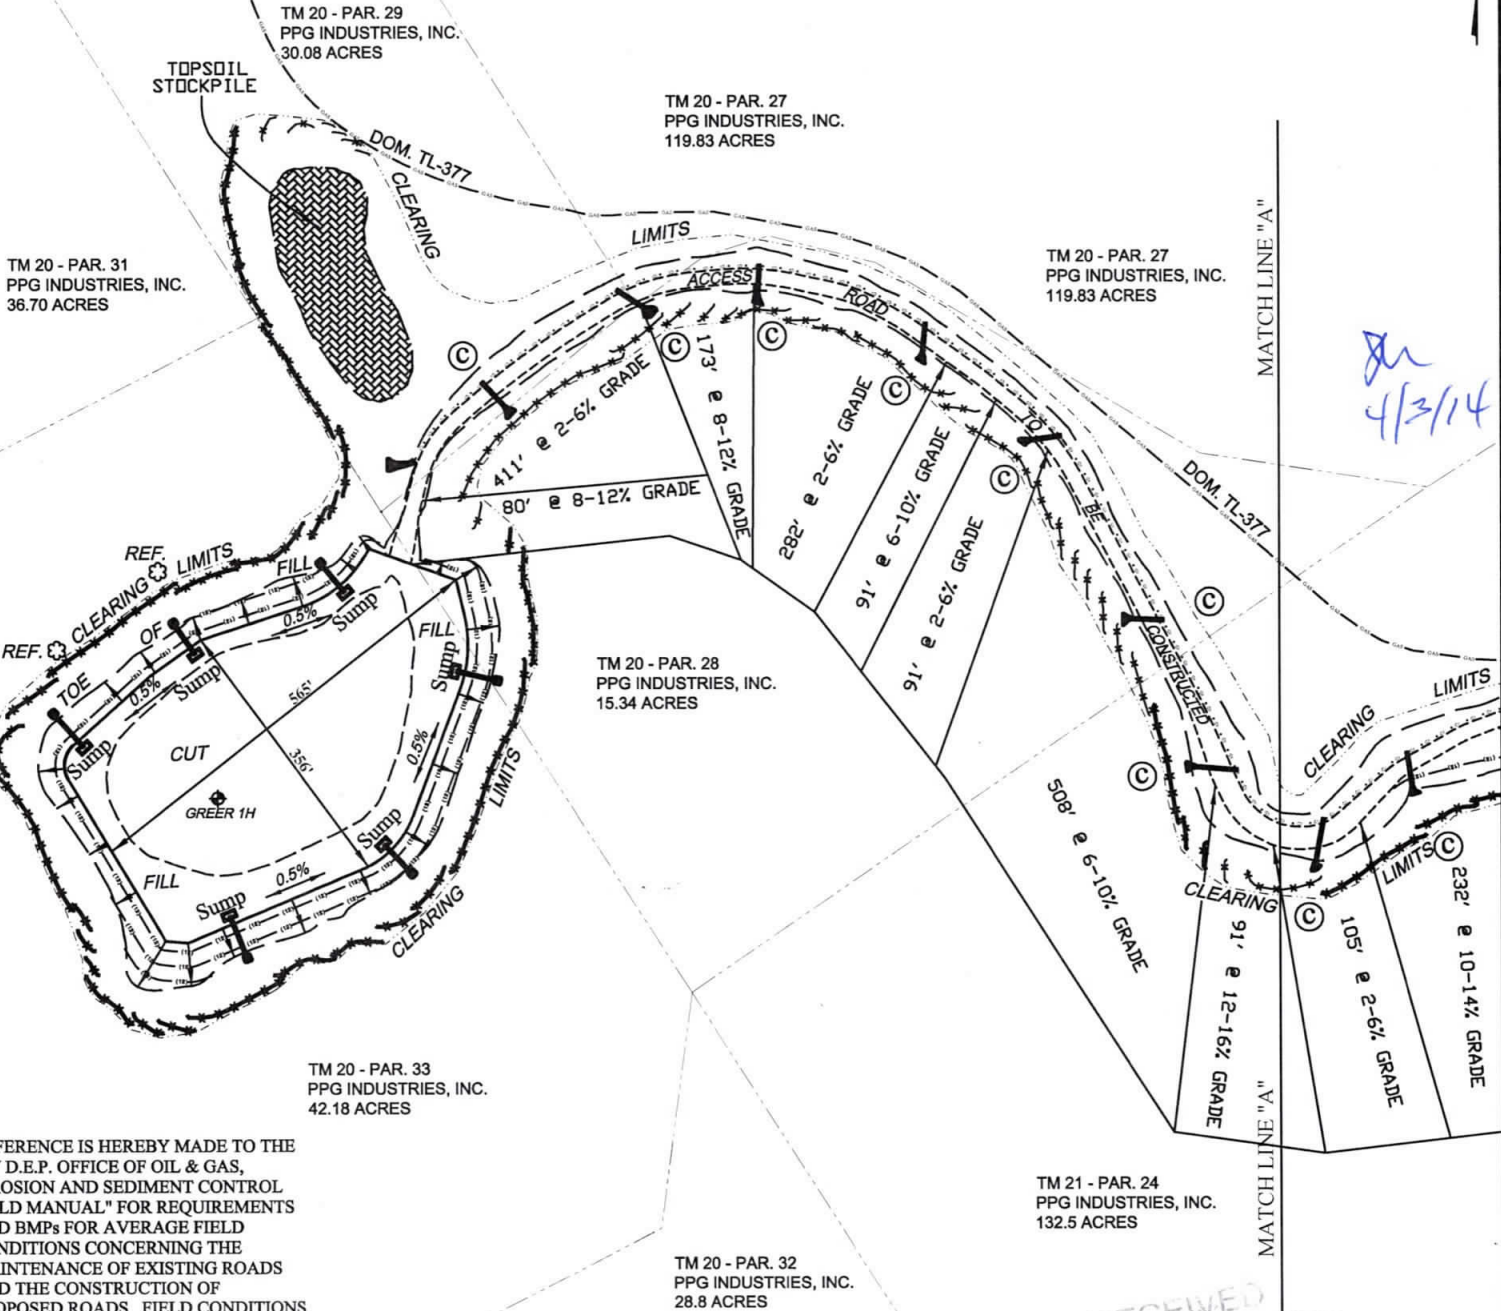 TM 20 - PAR. 29
PPG INDUSTRIES, INC.
30.08 ACRES
TOPSOIL
STOCKPILE
TM 20 - PAR. 27
PPG INDUSTRIES, INC.
119.83 ACRES
DOM. TL-377
CLEARING
LIMITS
TM 20 - PAR. 31
PPG INDUSTRIES, INC.
36.70 ACRES
TM 20 - PAR. 27
PPG INDUSTRIES, INC.
119.83 ACRES
MATCH LINE "A"
4/3/14
ACCESS
ROAD
TO
BE
CONSTRUCTED
C
C
C
C
C
C
C
C
C
411' @ 2-6% GRADE
80' @ 8-12% GRADE
173' @ 8-12% GRADE
282' @ 2-6% GRADE
91' @ 6-10% GRADE
91' @ 2-6% GRADE
508' @ 6-10% GRADE
91' @ 12-16% GRADE
105' @ 2-6% GRADE
232' @ 10-14% GRADE
DOM. TL-377
CLEARING
LIMITS
CLEARING
LIMITS
REF.
REF.
CLEARING
LIMITS
TOE
OF
FILL
0.5%
Sump
Sump
0.5%
Sump
FILL
Sump
0.5%
565'
356'
CUT
GREER 1H
FILL
Sump
0.5%
Sump
LIMITS
CLEARING
TM 20 - PAR. 28
PPG INDUSTRIES, INC.
15.34 ACRES
TM 20 - PAR. 33
PPG INDUSTRIES, INC.
42.18 ACRES
TM 21 - PAR. 24
PPG INDUSTRIES, INC.
132.5 ACRES
MATCH LINE "A"
TM 20 - PAR. 32
PPG INDUSTRIES, INC.
28.8 ACRES
FERENCE IS HEREBY MADE TO THE
D.E.P. OFFICE OF OIL & GAS,
OSION AND SEDIMENT CONTROL
LD MANUAL" FOR REQUIREMENTS
D BMPs FOR AVERAGE FIELD
NDITIONS CONCERNING THE
INTENANCE OF EXISTING ROADS
D THE CONSTRUCTION OF
OPOSED ROADS. FIELD CONDITIONS